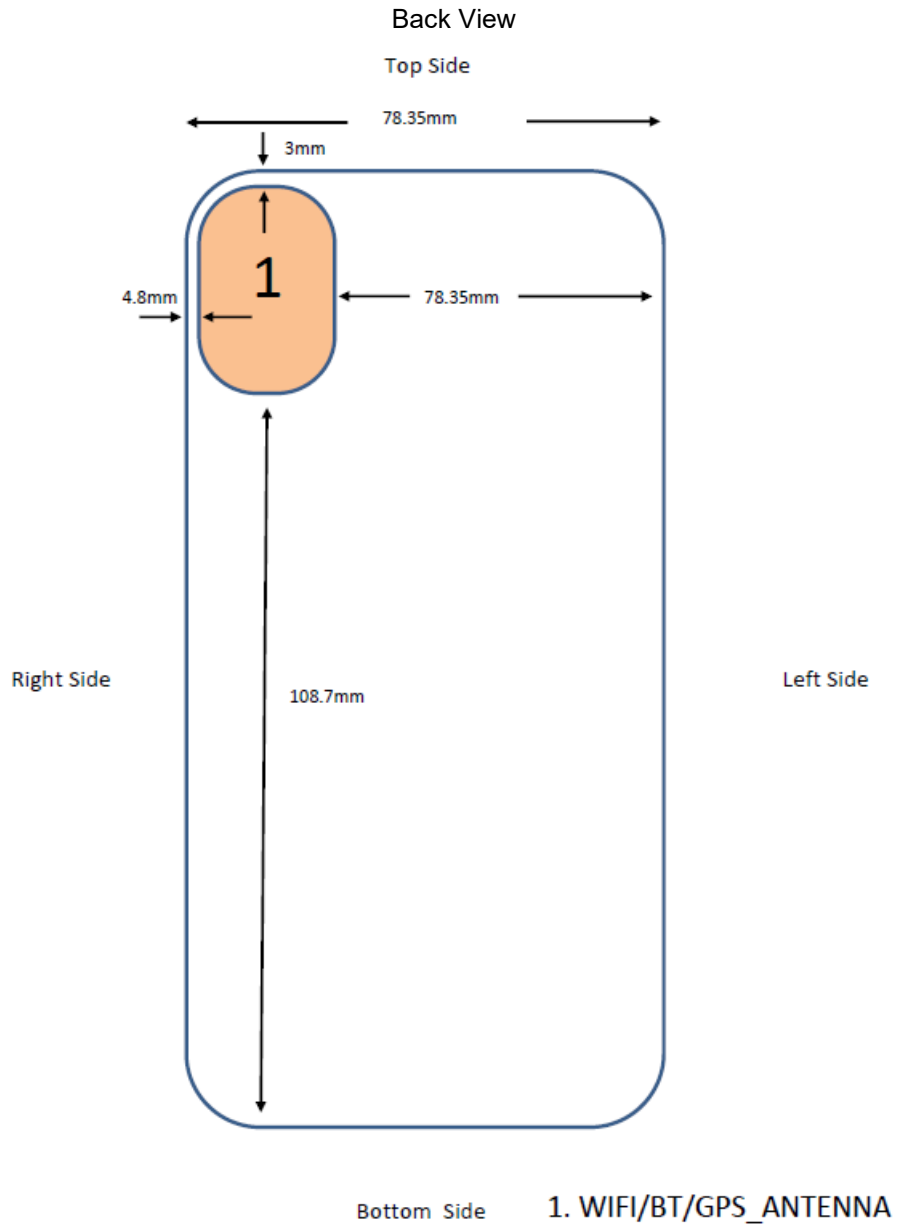 Back View
Top Side
78.35mm
3mm
1
4.8mm
78.35mm
Right Side
Left Side
108.7mm
Bottom Side
1. WIFI/BT/GPS_ANTENNA